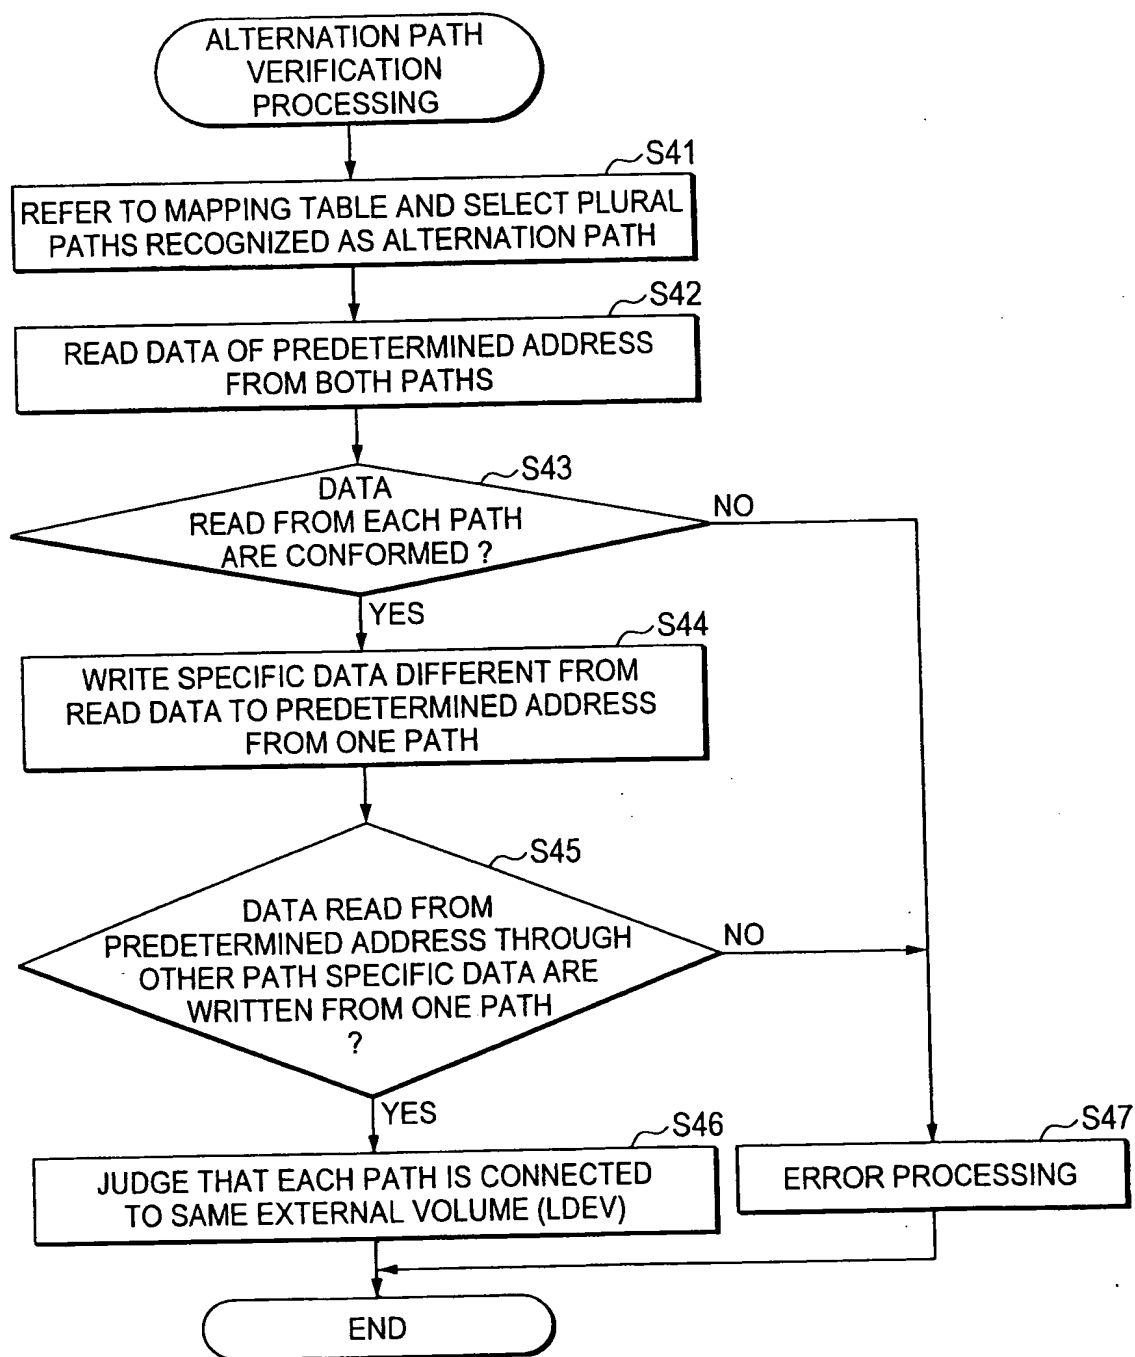 ALTERNATION PATH
VERIFICATION
PROCESSING
S41
REFER TO MAPPING TABLE AND SELECT PLURAL
PATHS RECOGNIZED AS ALTERNATION PATH
S42
READ DATA OF PREDETERMINED ADDRESS
FROM BOTH PATHS
S43
DATA
READ FROM EACH PATH
ARE CONFORMED ?
NO
YES
S44
WRITE SPECIFIC DATA DIFFERENT FROM
READ DATA TO PREDETERMINED ADDRESS
FROM ONE PATH
S45
DATA READ FROM
PREDETERMINED ADDRESS THROUGH
OTHER PATH SPECIFIC DATA ARE
WRITTEN FROM ONE PATH
?
NO
YES
S46
JUDGE THAT EACH PATH IS CONNECTED
TO SAME EXTERNAL VOLUME (LDEV)
S47
ERROR PROCESSING
END